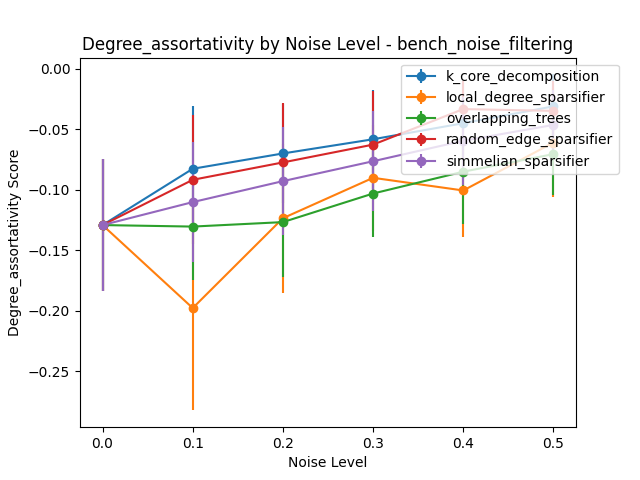 Degree_assortativity by Noise Level - bench_noise_filtering
k_core_decomposition
local_degree_sparsifier
overlapping_trees
random_edge_sparsifier
simmelian_sparsifier
Degree_assortativity Score
0.00
−0.05
−0.10
−0.15
−0.20
−0.25
0.0 0.1 0.2 0.3 0.4 0.5
Noise Level